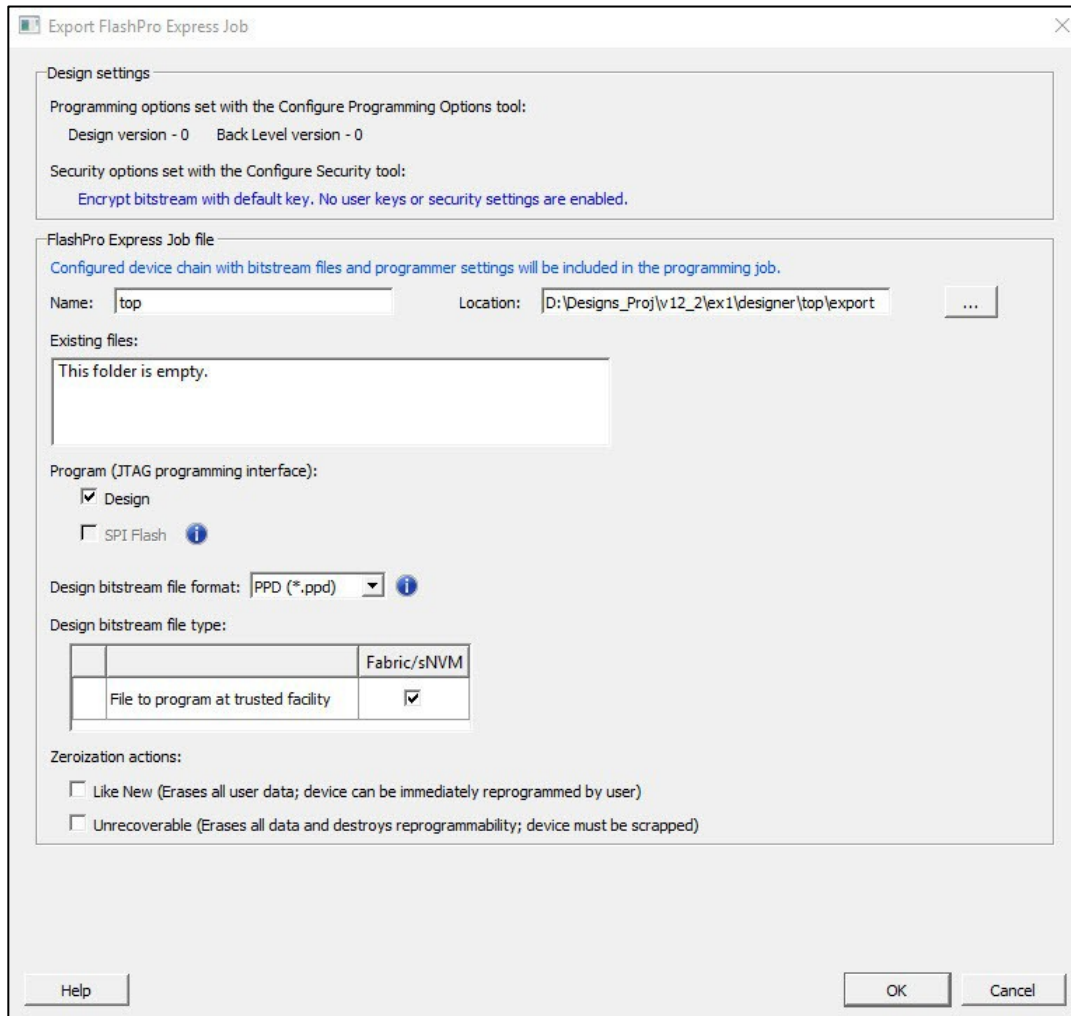 Export FlashPro Express Job
Design settings
Programming options set with the Configure Programming Options tool:
Design version - 0 Back Level version - 0
Security options set with the Configure Security tool:
Encrypt bitstream with default key. No user keys or security settings are enabled.
FlashPro Express Job file
Configured device chain with bitstream files and programmer settings will be included in the programming job.
Name: top Location: D:\Designs_Proj\v12_2\ex1\designer\top\export ...
Existing files:
This folder is empty.
Program (JTAG programming interface):
Design
SPI Flash i
Design bitstream file format: PPD (*.ppd) i
Design bitstream file type:
Fabric/sNVM
File to program at trusted facility
Zeroization actions:
Like New (Erases all user data; device can be immediately reprogrammed by user)
Unrecoverable (Erases all data and destroys reprogrammability; device must be scrapped)
Help OK Cancel